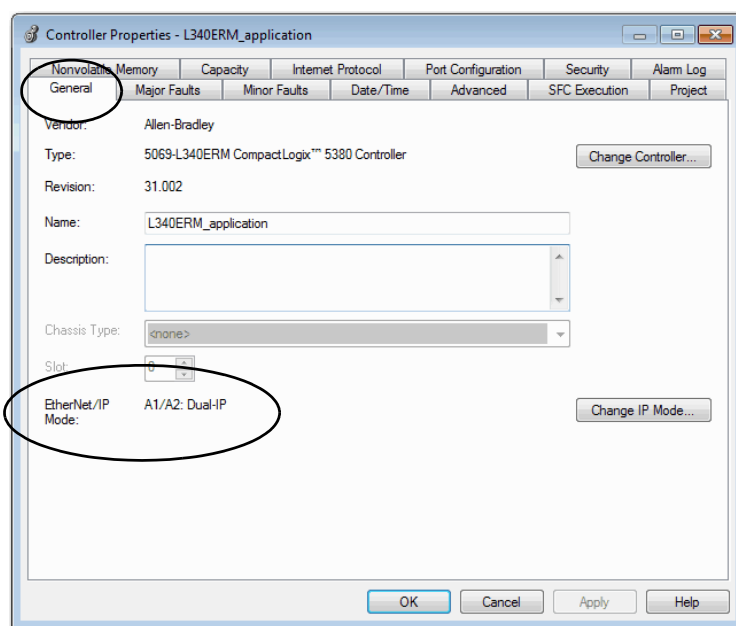 Controller Properties - L340ERM_application
Nonvolatile Memory Capacity Internet Protocol Port Configuration Security Alarm Log
General Major Faults Minor Faults Date/Time Advanced SFC Execution Project
Vendor: Allen-Bradley
Type: 5069-L340ERM CompactLogix™ 5380 Controller Change Controller...
Revision: 31.002
Name: L340ERM_application
Description:
Chassis Type: <none>
Slot: 0
EtherNet/IP A1/A2: Dual-IP Change IP Mode...
Mode:
OK Cancel Apply Help